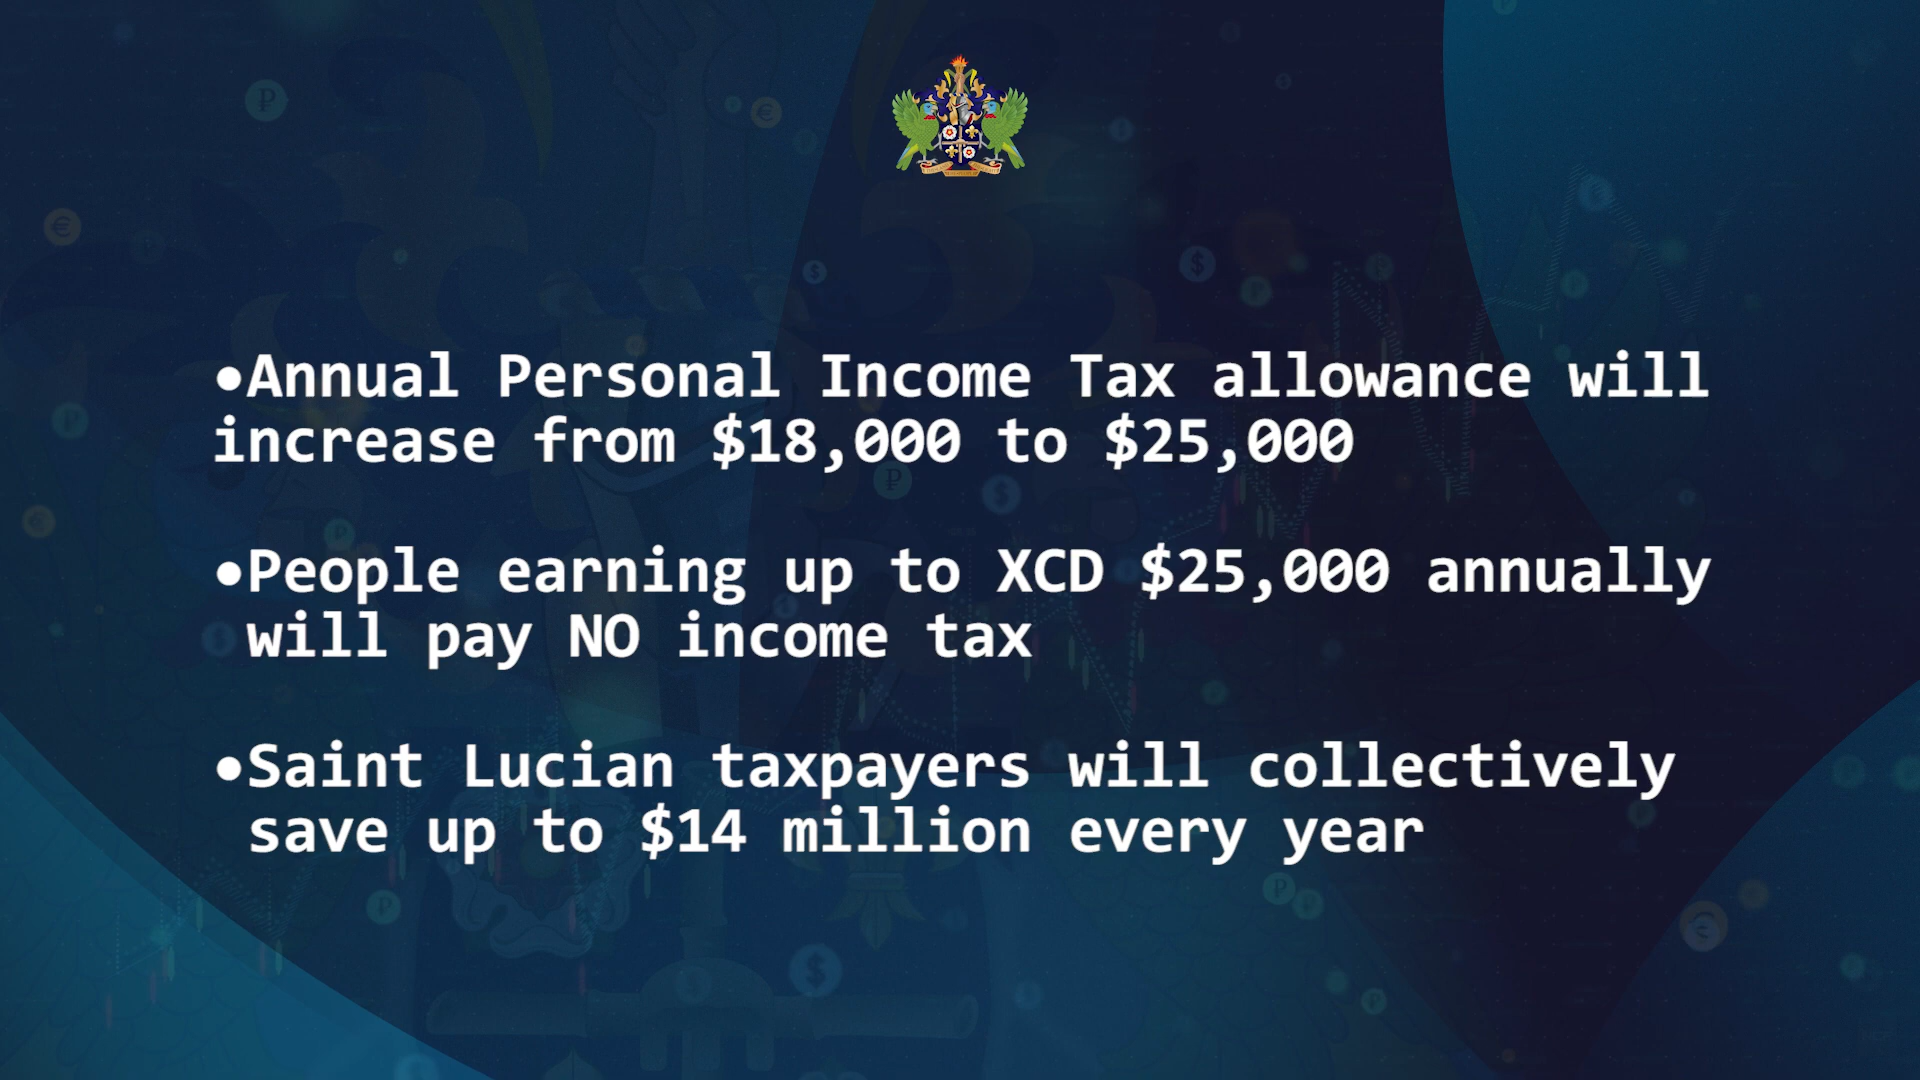 •Annual Personal Income Tax allowance will
increase from $18,000 to $25,000
•People earning up to XCD $25,000 annually
will pay NO income tax
•Saint Lucian taxpayers will collectively
save up to $14 million every year